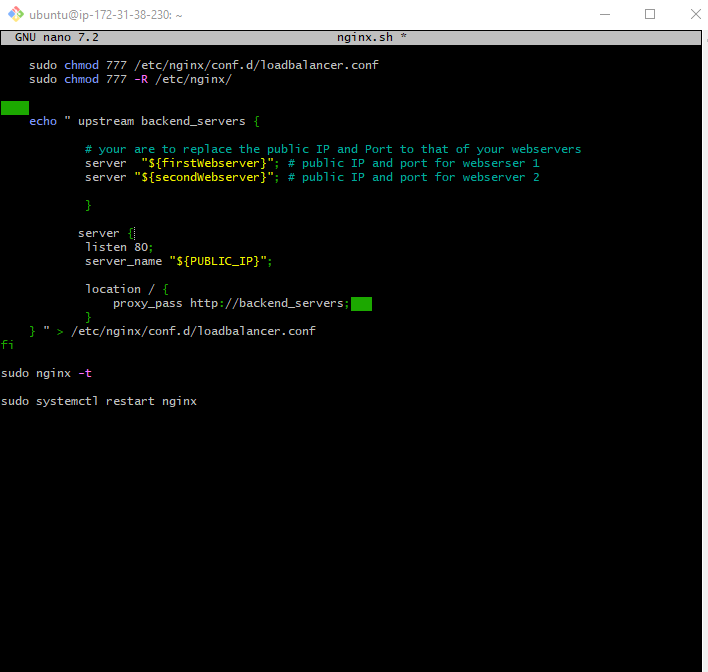 ubuntu@ip-172-31-38-230: ~
GNU nano 7.2 nginx.sh *
sudo chmod 777 /etc/nginx/conf.d/loadbalancer.conf
sudo chmod 777 -R /etc/nginx/
echo " upstream backend_servers {
# your are to replace the public IP and Port to that of your webservers
server "${firstWebserver}"; # public IP and port for webserser 1
server "${secondWebserver}"; # public IP and port for webserver 2
}
server {
listen 80;
server_name "${PUBLIC_IP}";
location / {
proxy_pass http://backend_servers;
}
} " > /etc/nginx/conf.d/loadbalancer.conf
fi
sudo nginx -t
sudo systemctl restart nginx